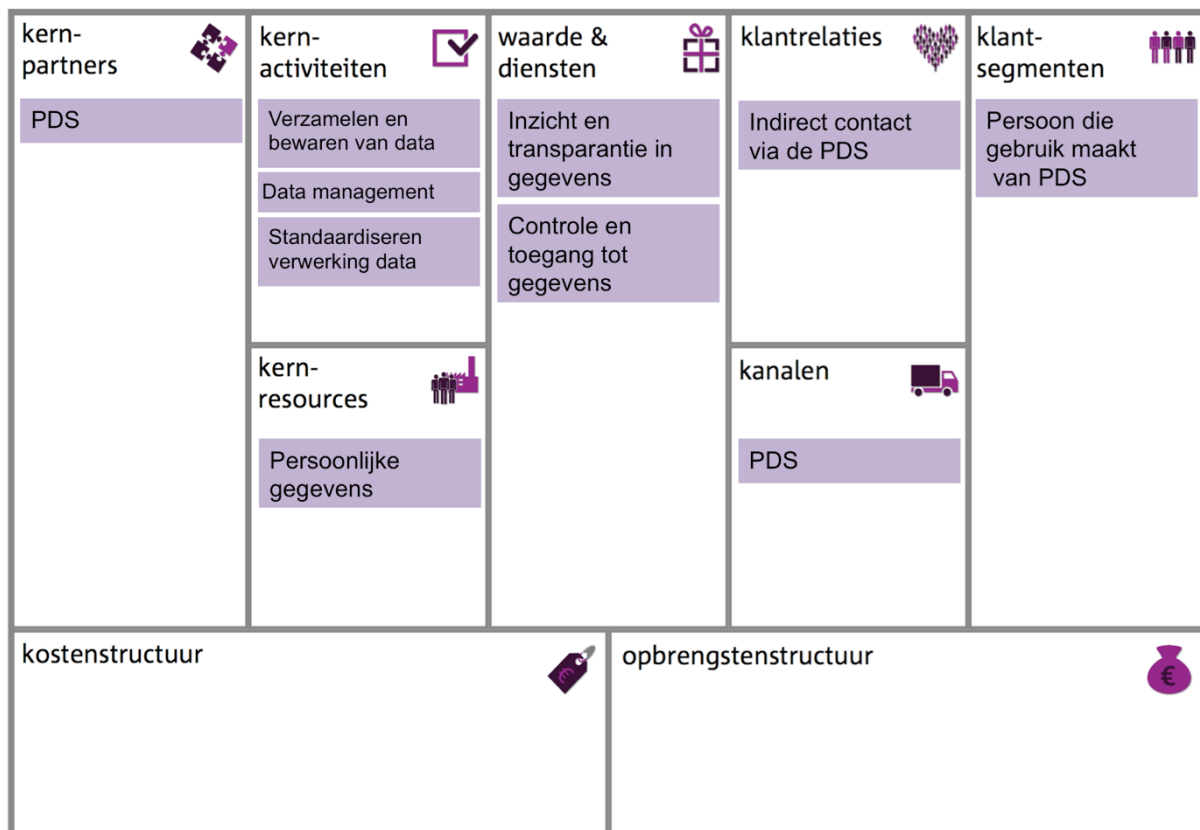 kern-
partners
PDS
kern-
activiteiten
Verzamelen en
bewaren van data
Data management
Standaardiseren
verwerking data
kern-
resources
Persoonlijke
gegevens
waarde &
diensten
Inzicht en
transparantie in
gegevens
Controle en
toegang tot
gegevens
klantrelaties
Indirect contact
via de PDS
kanalen
PDS
klant-
segmenten
Persoon die
gebruik maakt
van PDS
kostenstructuur
€
opbrengstenstructuur
€